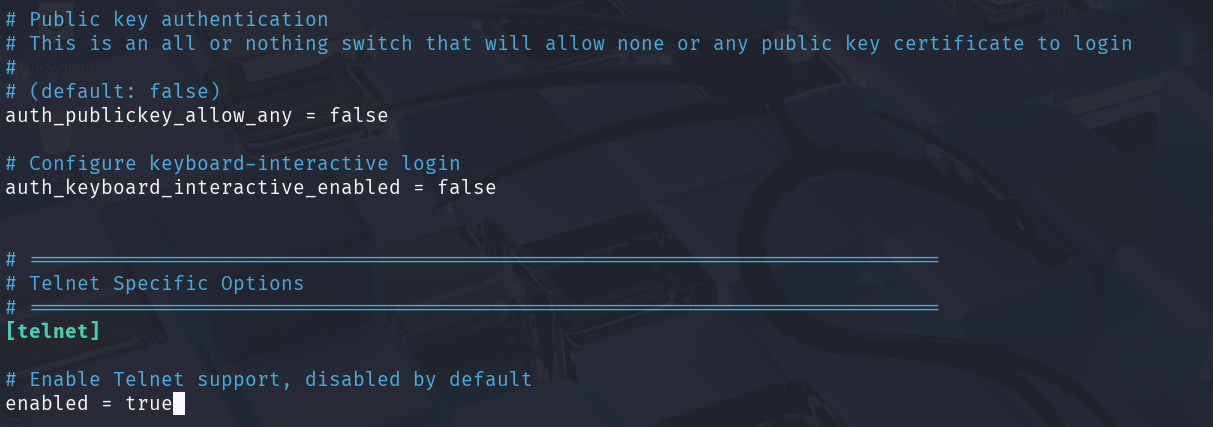 # Public key authentication
# This is an all or nothing switch that will allow none or any public key certificate to login
#
File System
# (default: false)
auth_publickey_allow_any = false
# Configure keyboard-interactive login
auth_keyboard_interactive_enabled = false
# ============================================================================
# Telnet Specific Options
# ============================================================================
[telnet]
# Enable Telnet support, disabled by default
enabled = true